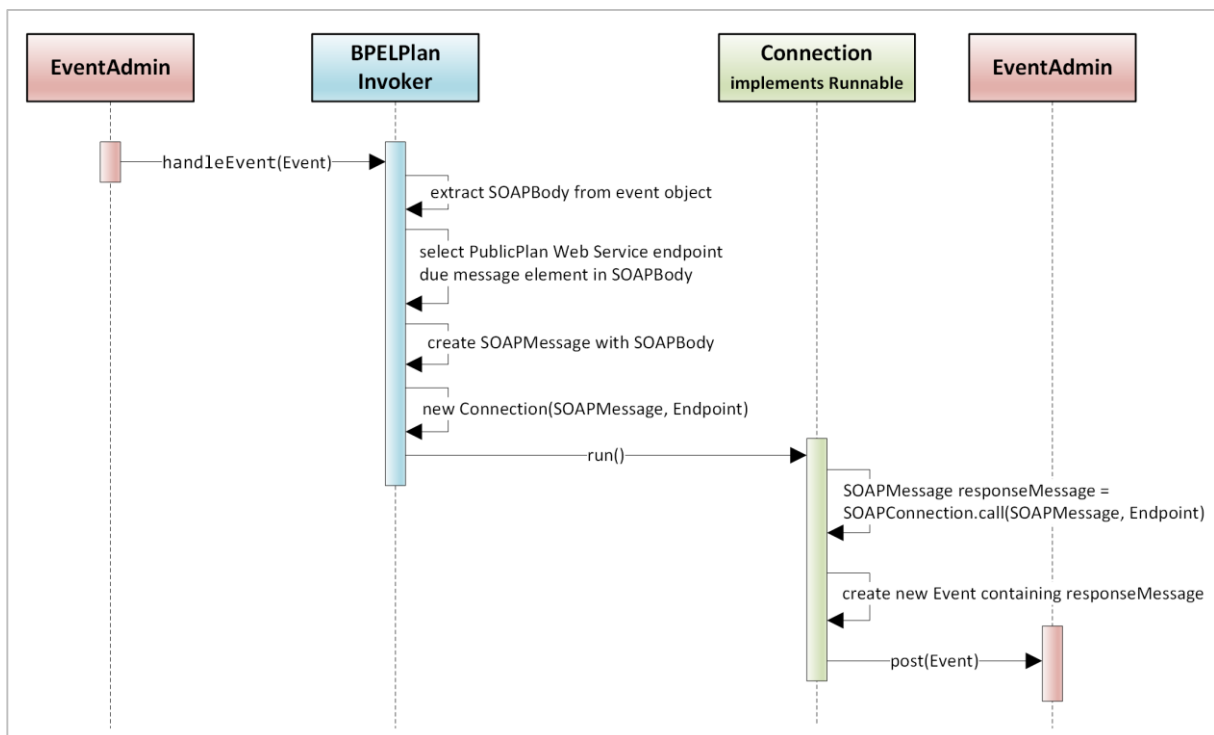 EventAdmin
BPELPlan
Invoker
Connection
implements Runnable
EventAdmin
handleEvent(Event)
extract SOAPBody from event object
select PublicPlan Web Service endpoint
due message element in SOAPBody
create SOAPMessage with SOAPBody
new Connection(SOAPMessage, Endpoint)
run()
SOAPMessage responseMessage =
SOAPConnection.call(SOAPMessage, Endpoint)
create new Event containing responseMessage
post(Event)